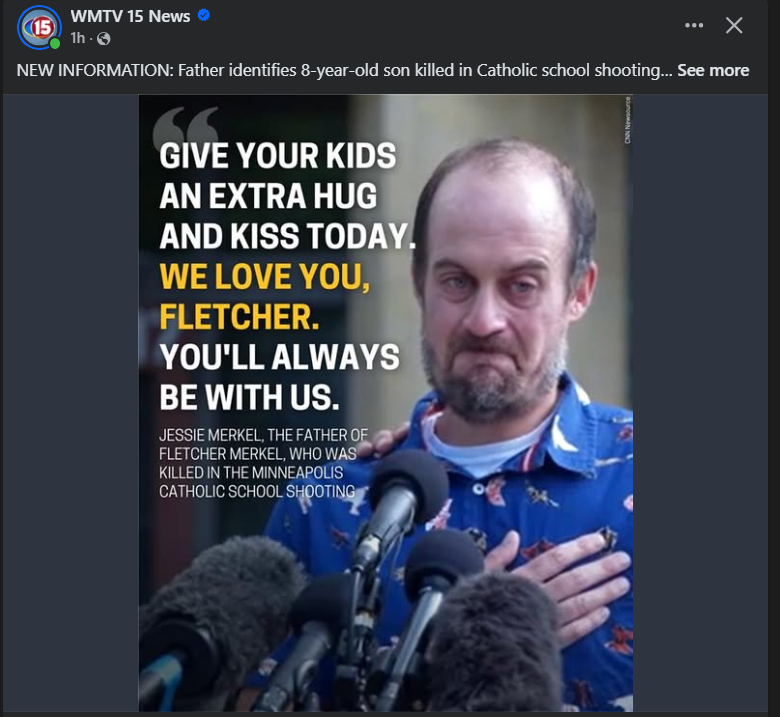 15
WMTV 15 News
1h ·
NEW INFORMATION: Father identifies 8-year-old son killed in Catholic school shooting... See more
CNN Newsource
GIVE YOUR KIDS
AN EXTRA HUG
AND KISS TODAY.
WE LOVE YOU,
FLETCHER.
YOU'LL ALWAYS
BE WITH US.
JESSIE MERKEL, THE FATHER OF
FLETCHER MERKEL, WHO WAS
KILLED IN THE MINNEAPOLIS
CATHOLIC SCHOOL SHOOTING